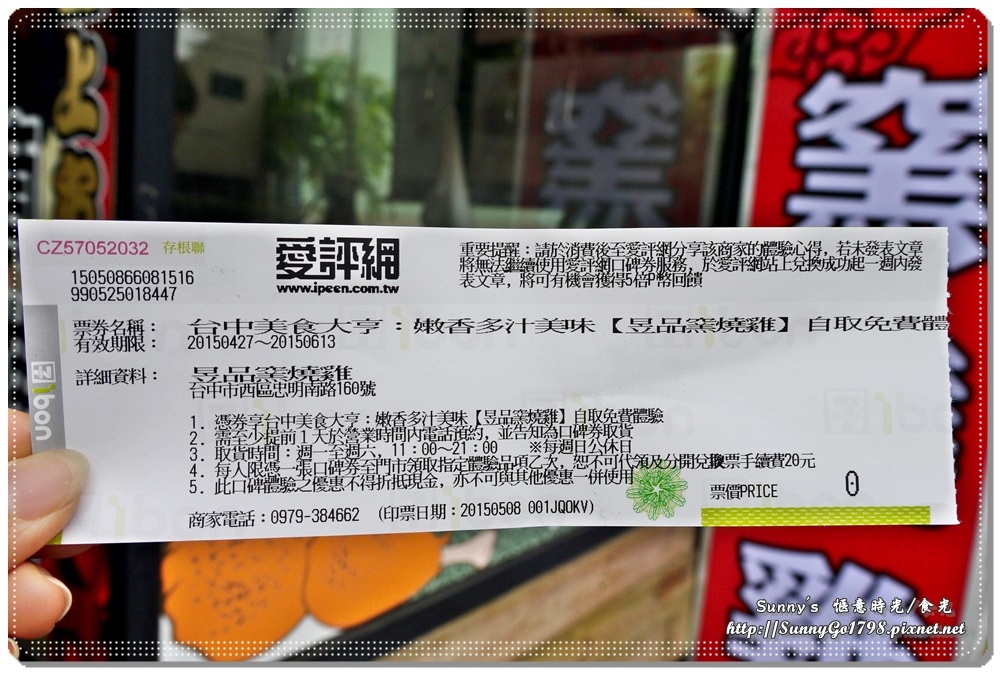 CZ57052032 存根聯
15050866081516
990525018447
愛評網
www.ipeen.com.tw
重要提醒：請於消費後至愛評網分享該商家的體驗心得，若未發表文章
將無法繼續使用愛評網口碑券服務，於愛評網站上兌換成功起一週內發
表文章，將可有機會獲得5倍P幣回饋
票券名稱： 台中美食大亨：嫩香多汁美味【昱品窯燒雞】自取免費體
有效期限： 20150427～20150613
詳細資料： 昱品窯燒雞
台中市西區忠明南路160號
1. 憑券享台中美食大亨：嫩香多汁美味【昱品窯燒雞】自取免費體驗
2. 需至少提前1天於營業時間內電話預約，並告知為口碑券取貨
3. 取貨時間：週一至週六，11：00～21：00 ※每週日公休日
4. 每人限憑一張口碑券至門市領取指定體驗品項乙次，恕不可代領及分開兌換
票手續費20元
5. 此口碑體驗之優惠不得折抵現金，亦不可與其他優惠一併使用
票價PRICE 0
商家電話：0979-384662 (印票日期：20150508 001JQOKV)
ibon
窯
雞
Sunny's 愜意時光/食光
http://SunnyGo1798.pixnet.net